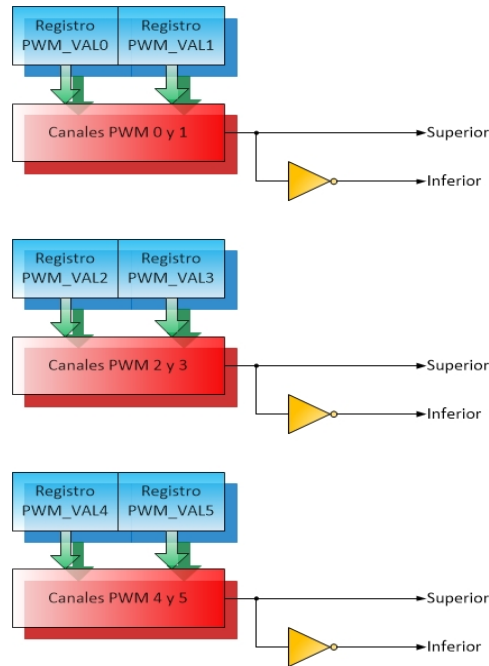 Registro PWM_VAL0
Registro PWM_VAL1
Canales PWM 0 y 1
Superior
Inferior
Registro PWM_VAL2
Registro PWM_VAL3
Canales PWM 2 y 3
Superior
Inferior
Registro PWM_VAL4
Registro PWM_VAL5
Canales PWM 4 y 5
Superior
Inferior